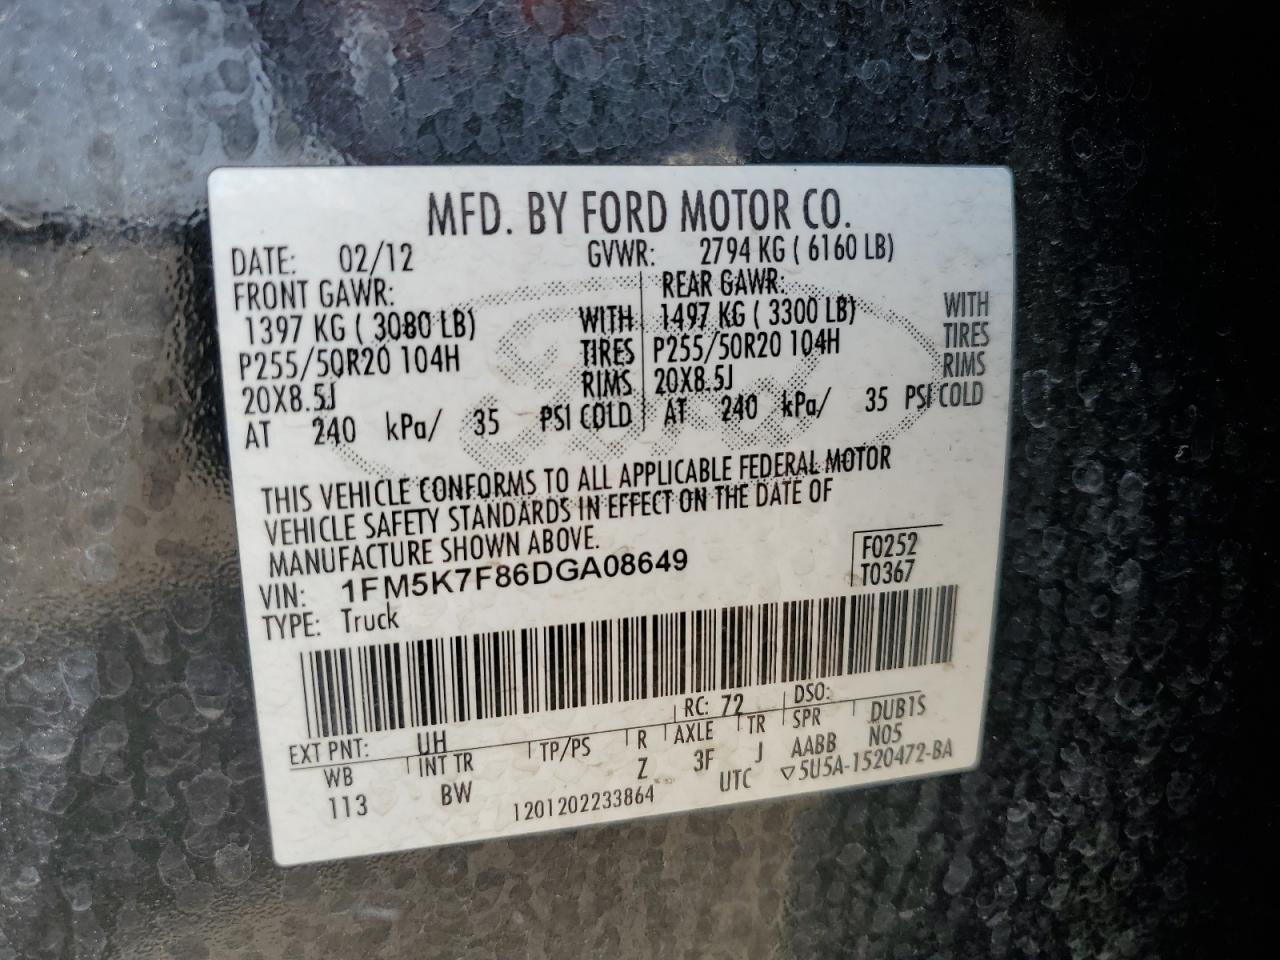 MFD. BY FORD MOTOR CO.
DATE: 02/12 GVWR: 2794 KG ( 6160 LB)
FRONT GAWR: REAR GAWR:
1397 KG ( 3080 LB) WITH 1497 KG ( 3300 LB) WITH
P255/50R20 104H TIRES P255/50R20 104H TIRES
20X8.5J RIMS 20X8.5J RIMS
AT 240 kPa/ 35 PSI COLD AT 240 kPa/ 35 PSI COLD
THIS VEHICLE CONFORMS TO ALL APPLICABLE FEDERAL MOTOR
VEHICLE SAFETY STANDARDS IN EFFECT ON THE DATE OF
MANUFACTURE SHOWN ABOVE.
VIN: 1FM5K7F86DGA08649 F0252
TYPE: Truck T0367
EXT PNT: UH RC: 72 DSO:
WB INT TR TP/PS R AXLE TR SPR DUB1S
113 BW Z 3F J AABB N05
1201202233864 UTC ▽5U5A-1520472-BA
Ford